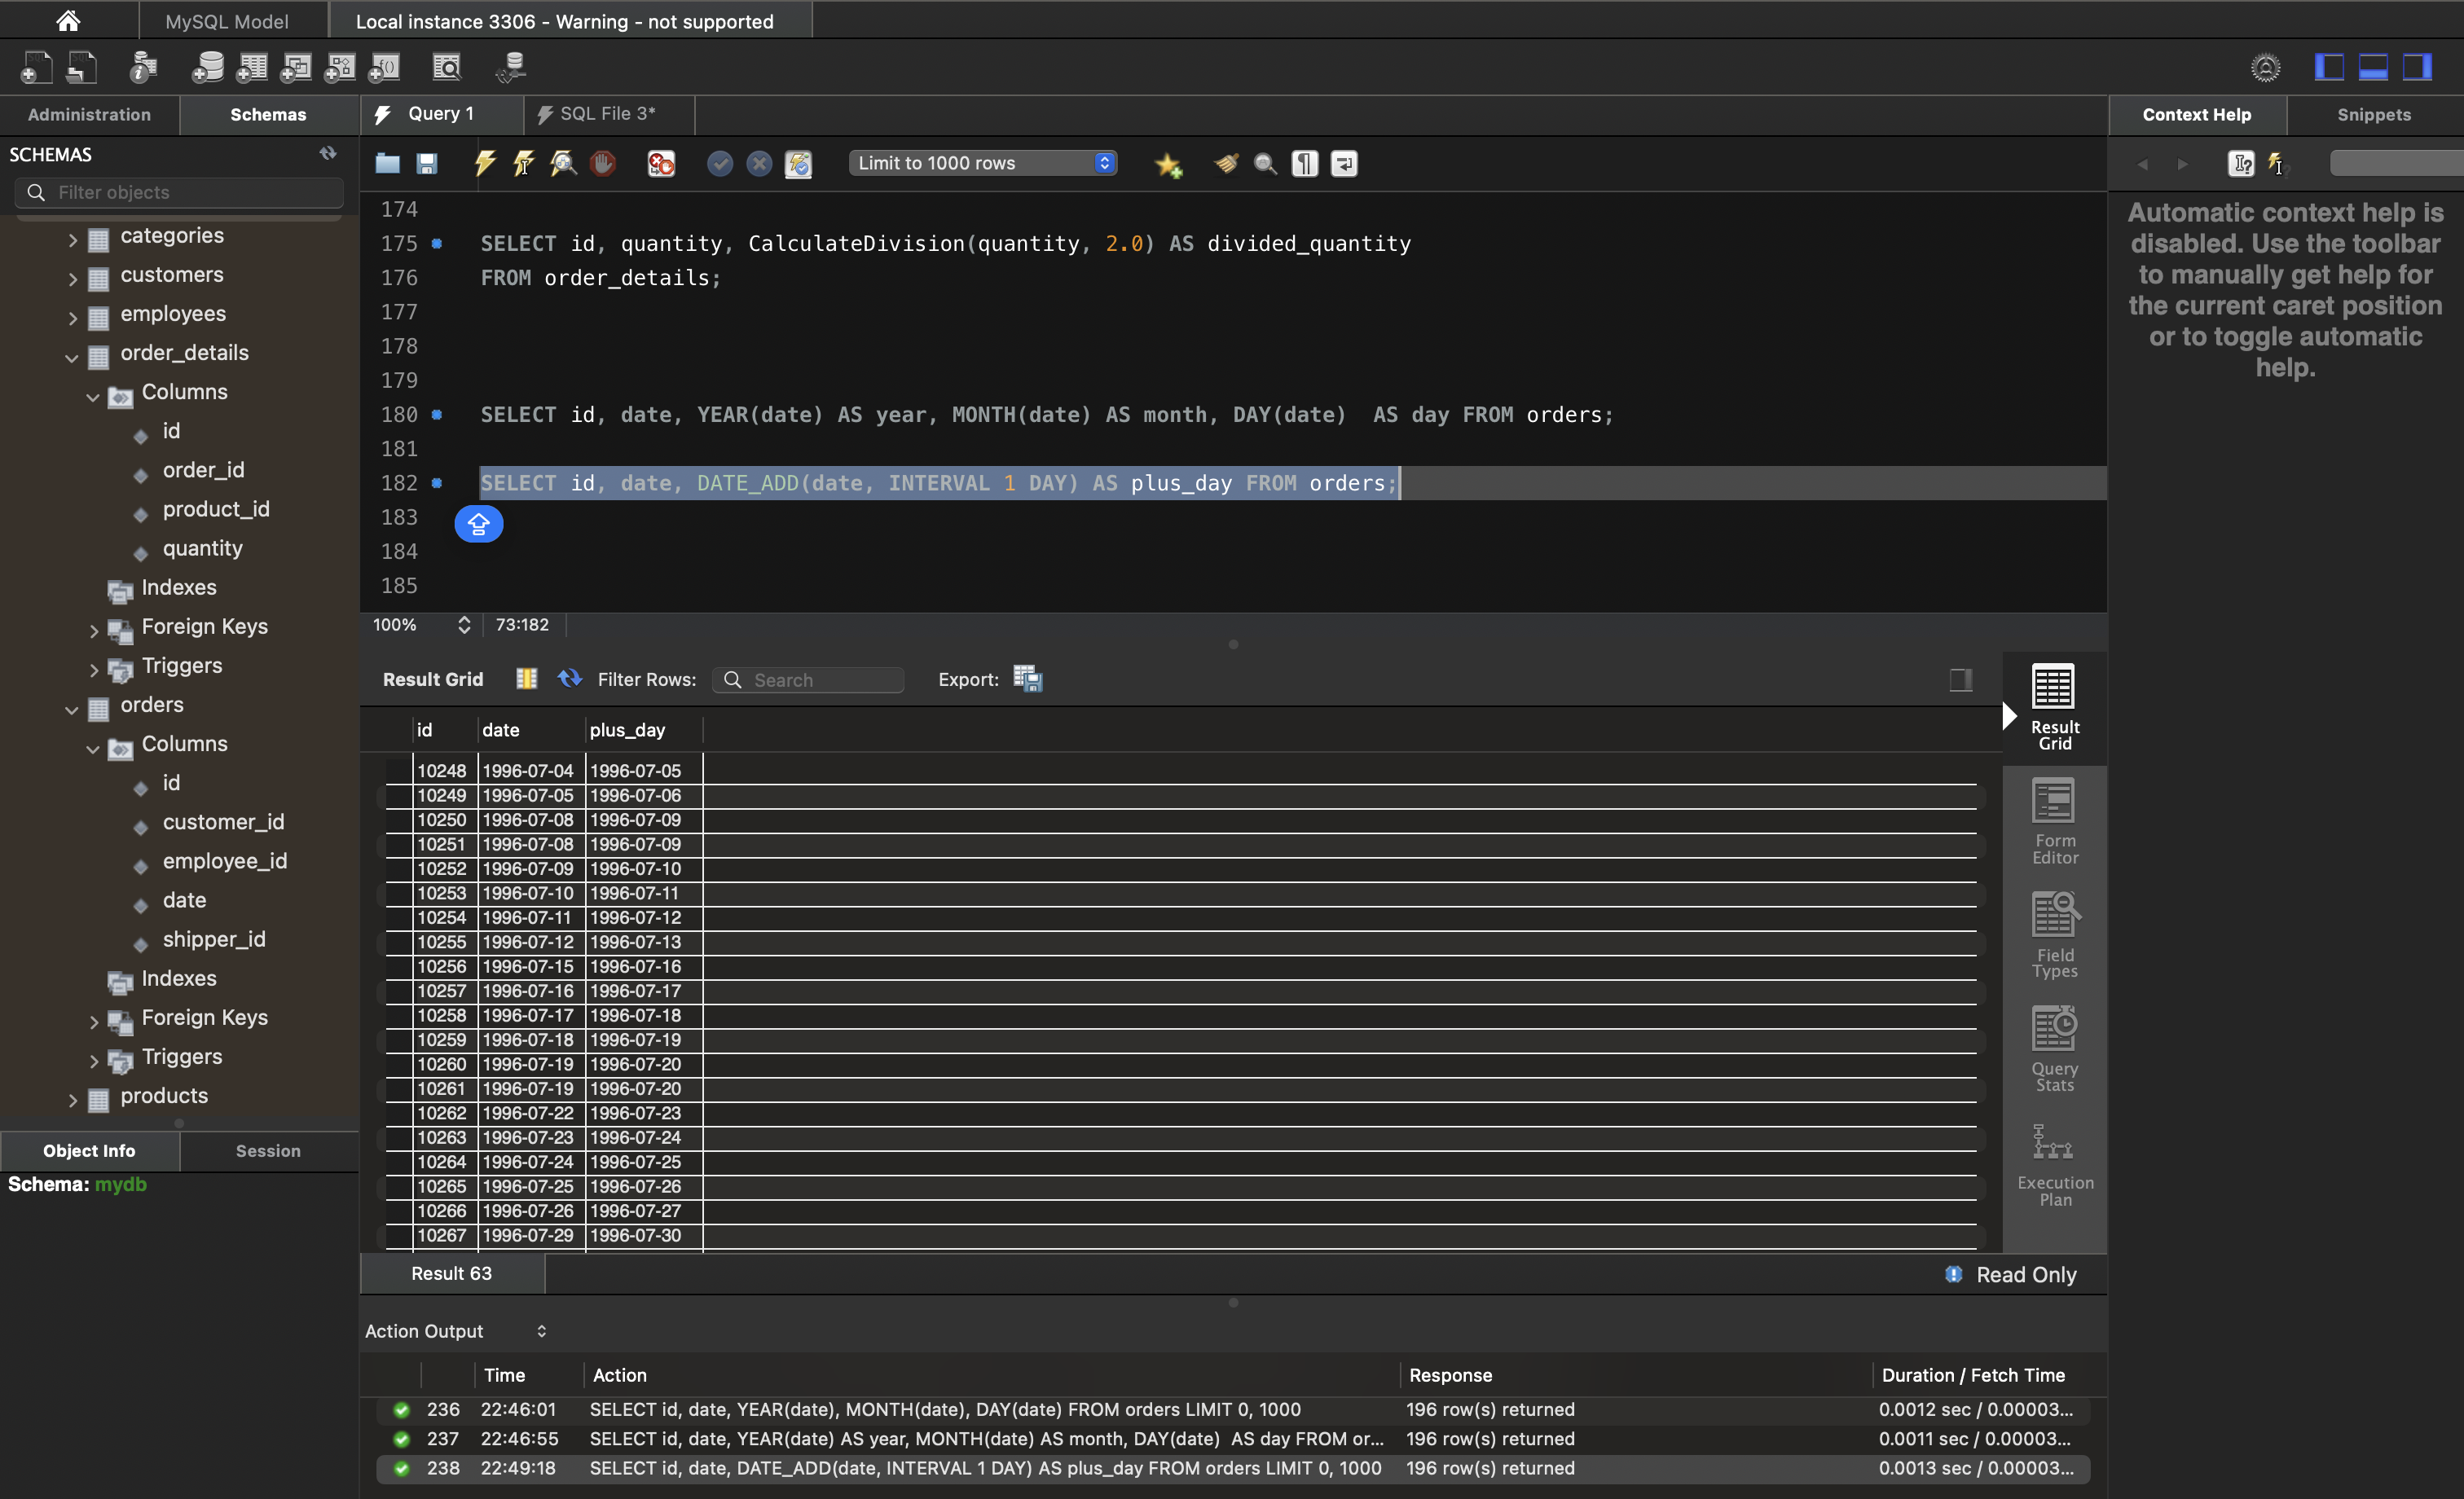 MySQL Model
Local instance 3306 - Warning - not supported
Administration
Schemas
Query 1
SQL File 3*
Context Help
Snippets
SCHEMAS
Filter objects
Limit to 1000 rows
categories
customers
employees
order_details
Columns
id
order_id
product_id
quantity
Indexes
Foreign Keys
Triggers
orders
Columns
id
customer_id
employee_id
date
shipper_id
Indexes
Foreign Keys
Triggers
products
Object Info
Session
Schema: mydb
174
175 SELECT id, quantity, CalculateDivision(quantity, 2.0) AS divided_quantity
176 FROM order_details;
177
178
179
180 SELECT id, date, YEAR(date) AS year, MONTH(date) AS month, DAY(date)  AS day FROM orders;
181
182 SELECT id, date, DATE_ADD(date, INTERVAL 1 DAY) AS plus_day FROM orders;
183
184
185
100%
73:182
Automatic context help is
disabled. Use the toolbar
to manually get help for
the current caret position
or to toggle automatic
help.
Result Grid
Filter Rows:
Search
Export:
id date plus_day
10248 1996-07-04 1996-07-05
10249 1996-07-05 1996-07-06
10250 1996-07-08 1996-07-09
10251 1996-07-08 1996-07-09
10252 1996-07-09 1996-07-10
10253 1996-07-10 1996-07-11
10254 1996-07-11 1996-07-12
10255 1996-07-12 1996-07-13
10256 1996-07-15 1996-07-16
10257 1996-07-16 1996-07-17
10258 1996-07-17 1996-07-18
10259 1996-07-18 1996-07-19
10260 1996-07-19 1996-07-20
10261 1996-07-19 1996-07-20
10262 1996-07-22 1996-07-23
10263 1996-07-23 1996-07-24
10264 1996-07-24 1996-07-25
10265 1996-07-25 1996-07-26
10266 1996-07-26 1996-07-27
10267 1996-07-29 1996-07-30
Result
Grid
Form
Editor
Field
Types
Query
Stats
Execution
Plan
Result 63
Read Only
Action Output
Time Action Response Duration / Fetch Time
236 22:46:01 SELECT id, date, YEAR(date), MONTH(date), DAY(date) FROM orders LIMIT 0, 1000 196 row(s) returned 0.0012 sec / 0.00003...
237 22:46:55 SELECT id, date, YEAR(date) AS year, MONTH(date) AS month, DAY(date)  AS day FROM or... 196 row(s) returned 0.0011 sec / 0.00003...
238 22:49:18 SELECT id, date, DATE_ADD(date, INTERVAL 1 DAY) AS plus_day FROM orders LIMIT 0, 1000 196 row(s) returned 0.0013 sec / 0.00003...